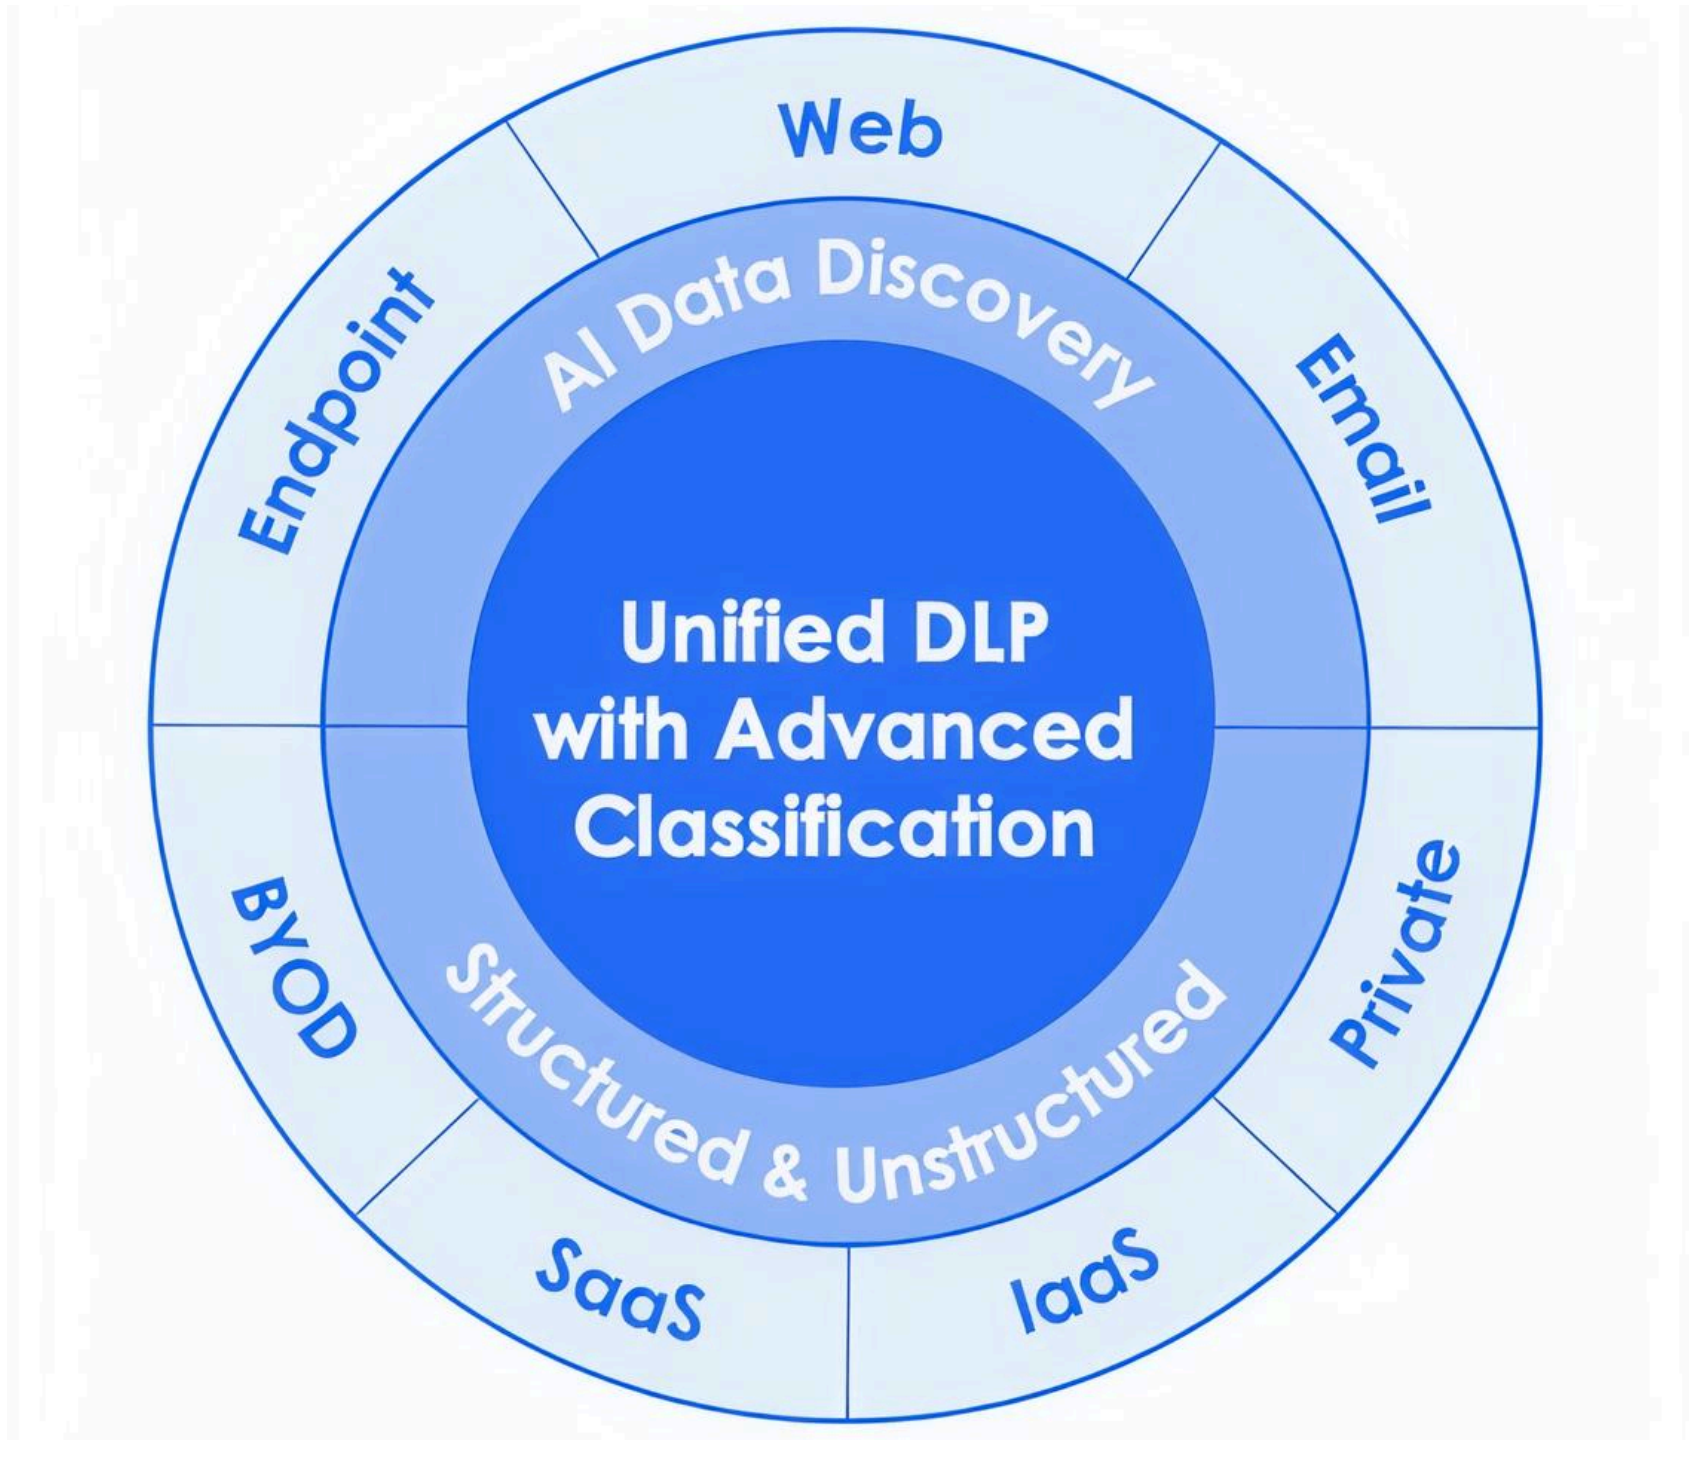 Web
Email
Private
IaaS
SaaS
BYOD
Endpoint
AI Data Discovery
Structured & Unstructured
Unified DLP
with Advanced
Classification